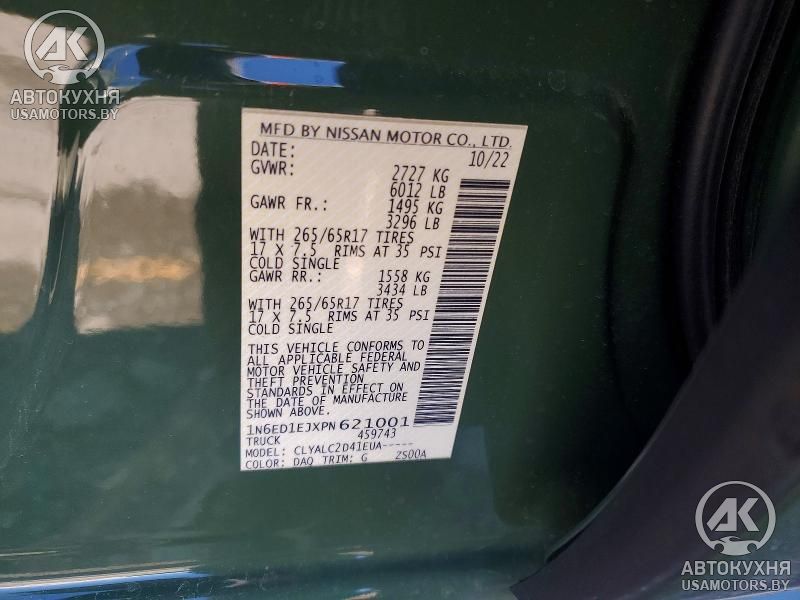 AK
АВТОКУХНЯ
USAMOTORS.BY
MFD BY NISSAN MOTOR CO., LTD.
DATE: 10/22
GVWR: 2727 KG
6012 LB
GAWR FR.: 1495 KG
3296 LB
WITH 265/65R17 TIRES
17 X 7.5 RIMS AT 35 PSI
COLD SINGLE
GAWR RR.: 1558 KG
3434 LB
WITH 265/65R17 TIRES
17 X 7.5 RIMS AT 35 PSI
COLD SINGLE
THIS VEHICLE CONFORMS TO
ALL APPLICABLE FEDERAL
MOTOR VEHICLE SAFETY AND
THEFT PREVENTION
STANDARDS IN EFFECT ON
THE DATE OF MANUFACTURE
SHOWN ABOVE.
1N6ED1EJXPN621001
TRUCK 459743
MODEL: CLYALC2D41EUA-----
COLOR: DAQ TRIM: G ZS00A
AK
АВТОКУХНЯ
USAMOTORS.BY